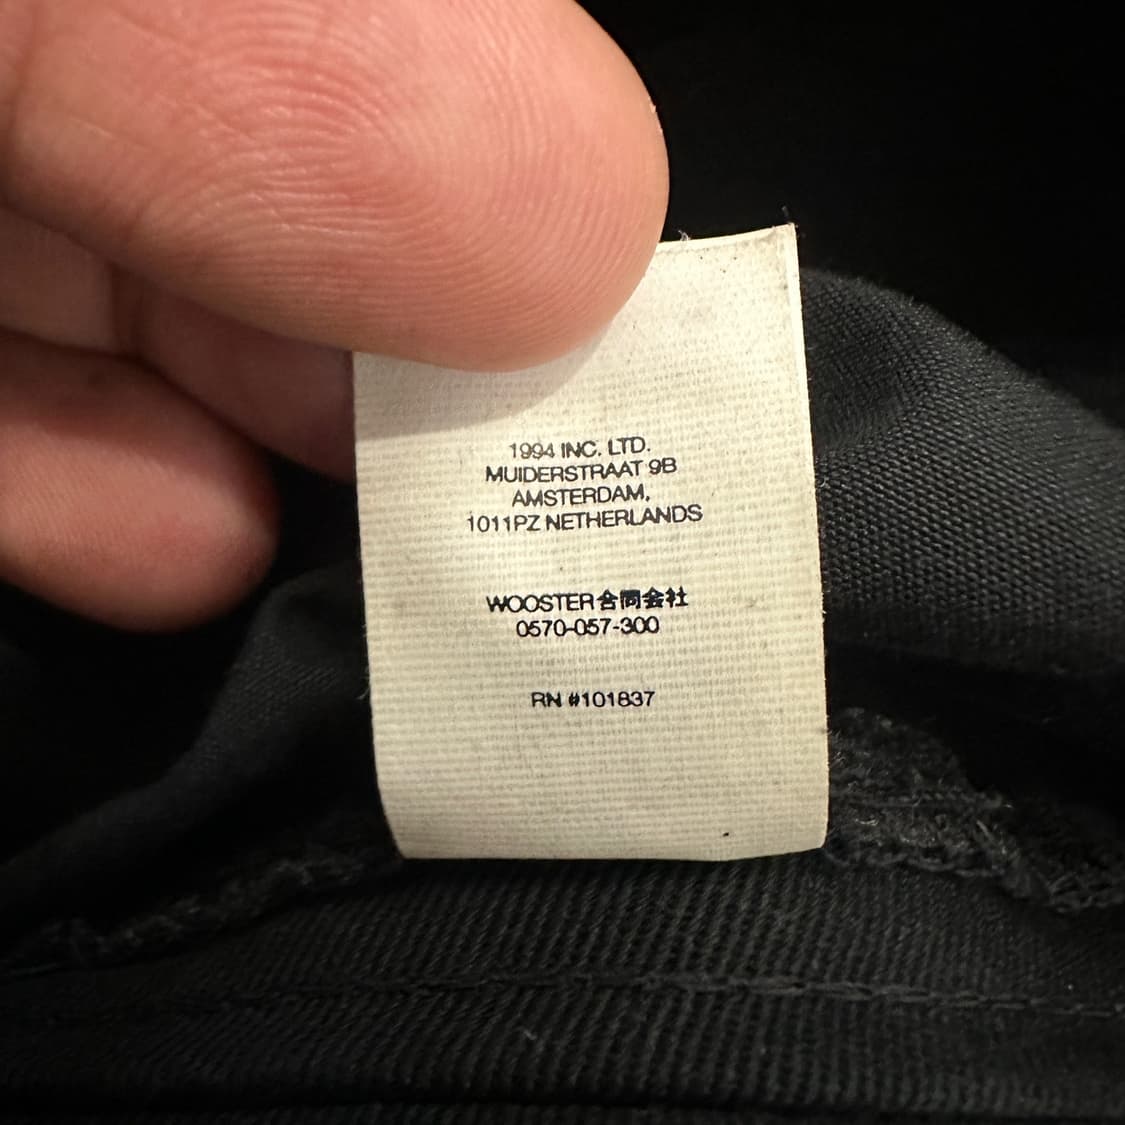 1994 INC. LTD.
MUIDERSTRAAT 9B
AMSTERDAM,
1011PZ NETHERLANDS
WOOSTER合同会社
0570-057-300
RN #101837